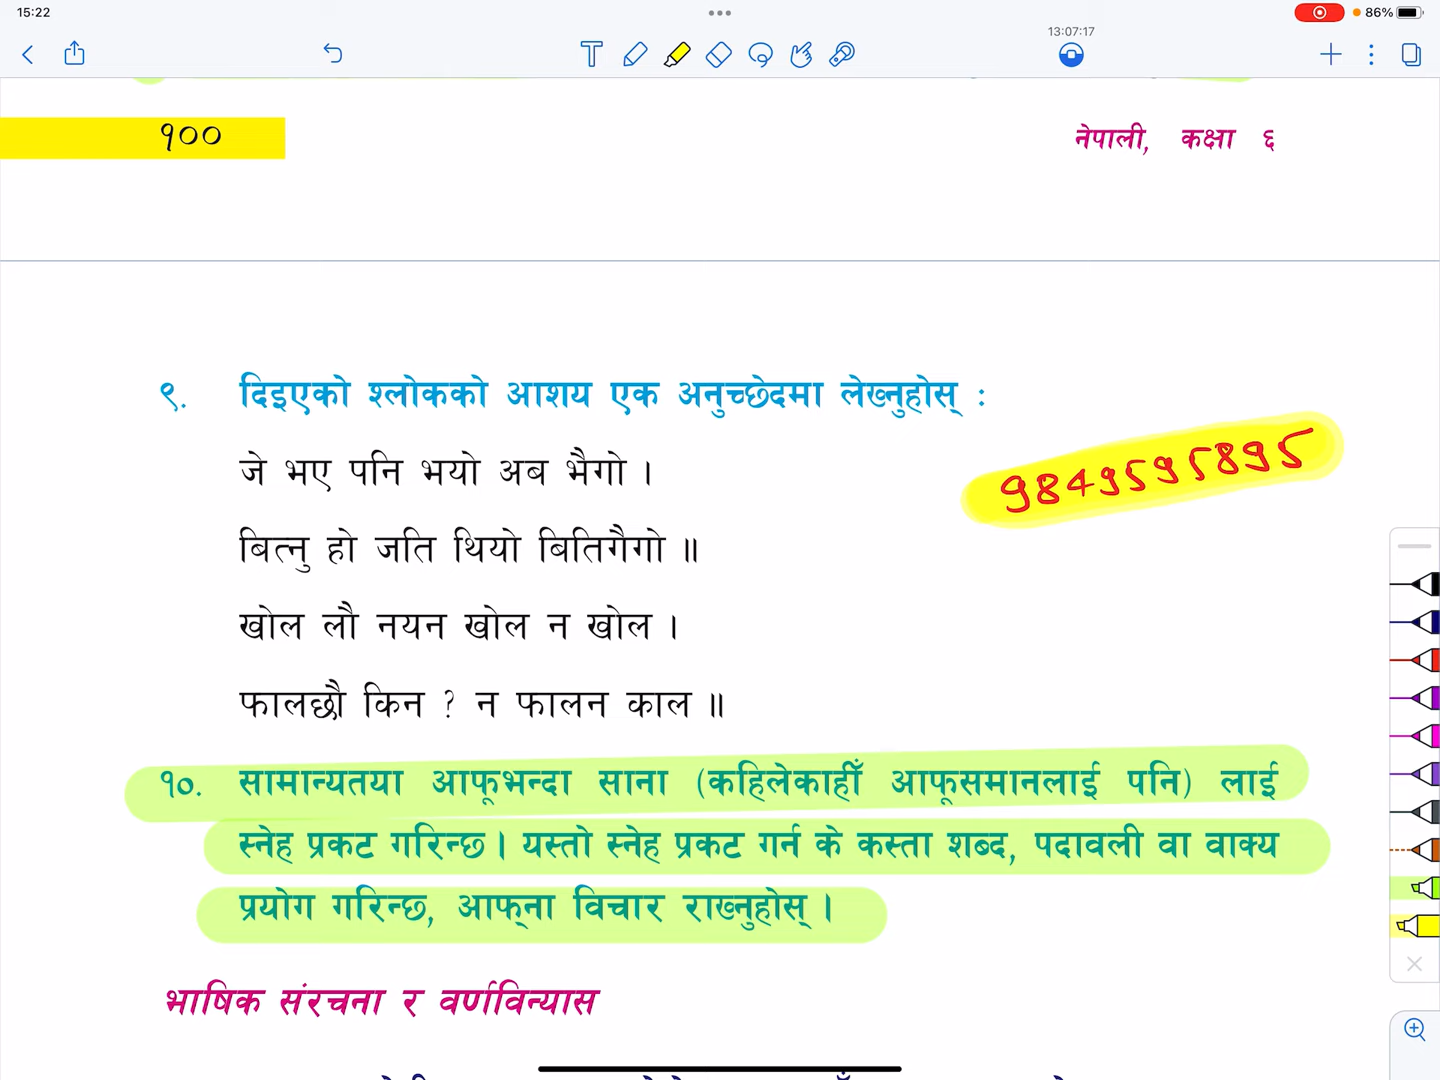 15:22
86%
13:07:17
१००
नेपाली, कक्षा ६
९. दिइएको श्लोकको आशय एक अनुच्छेदमा लेख्नुहोस् :
जे भए पनि भयो अब भैगो ।
9849595895
बित्नु हो जति थियो बितिगैगो ॥
खोल लौ नयन खोल न खोल ।
फालछौ किन ? न फालन काल ॥
१०. सामान्यतया आफूभन्दा साना (कहिलेकाहीँ आफूसमानलाई पनि) लाई
स्नेह प्रकट गरिन्छ । यस्तो स्नेह प्रकट गर्न के कस्ता शब्द, पदावली वा वाक्य
प्रयोग गरिन्छ, आफ्‌ना विचार राख्नुहोस् ।
भाषिक संरचना र वर्णविन्यास